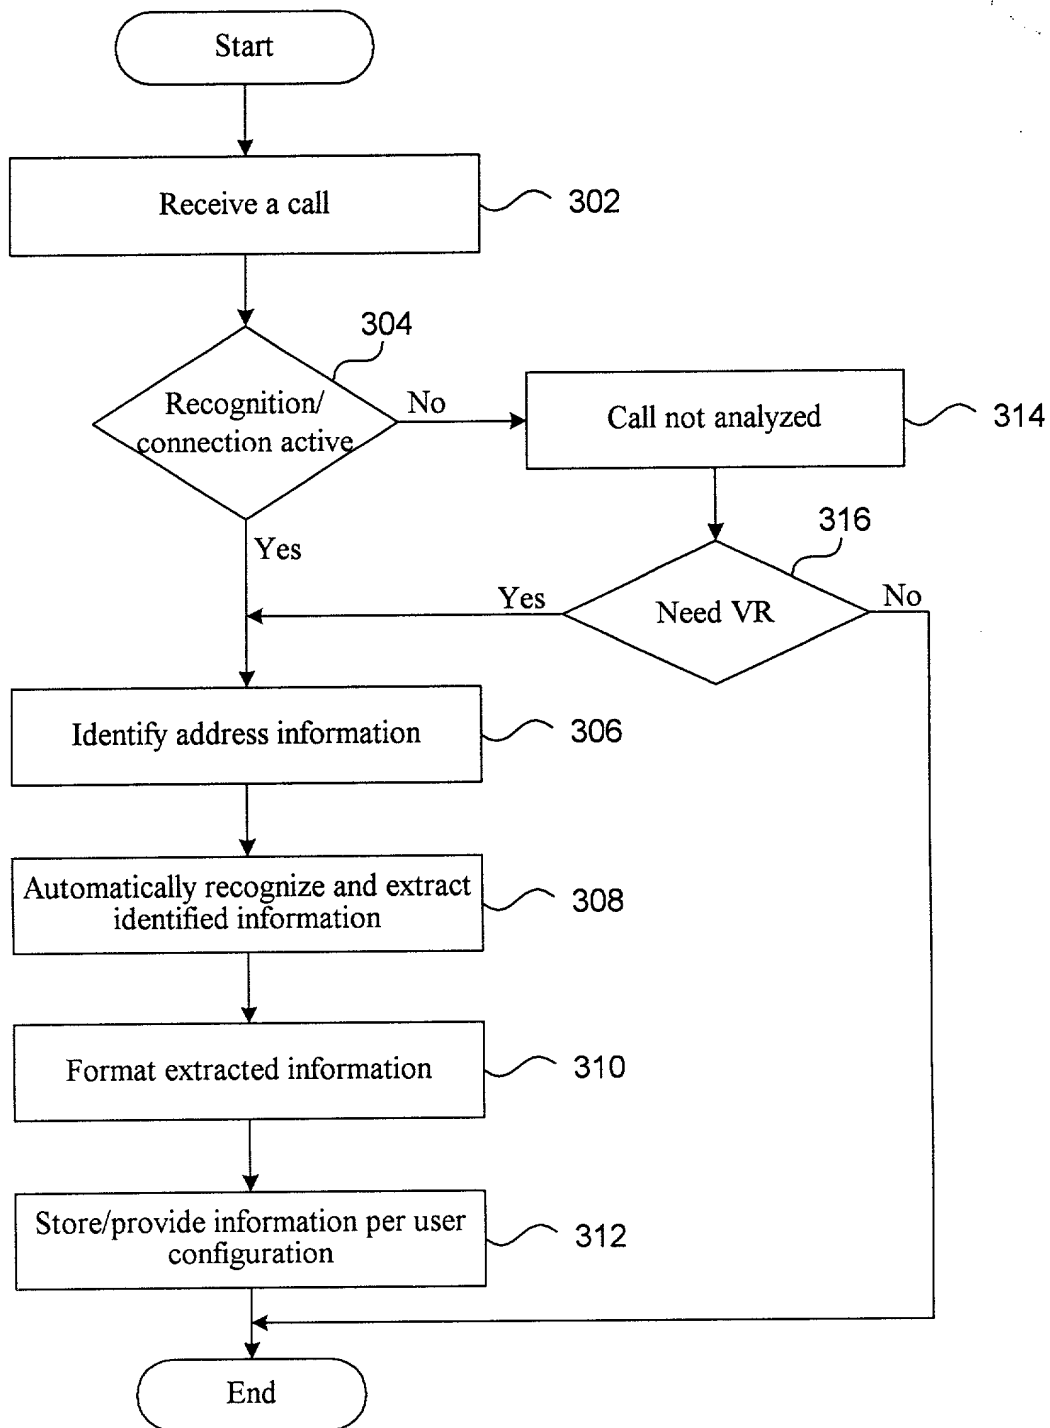 Start
Receive a call
302
304
Recognition/
connection active
No
Call not analyzed
314
Yes
316
Need VR
Yes
No
Identify address information
306
Automatically recognize and extract
identified information
308
Format extracted information
310
Store/provide information per user
configuration
312
End